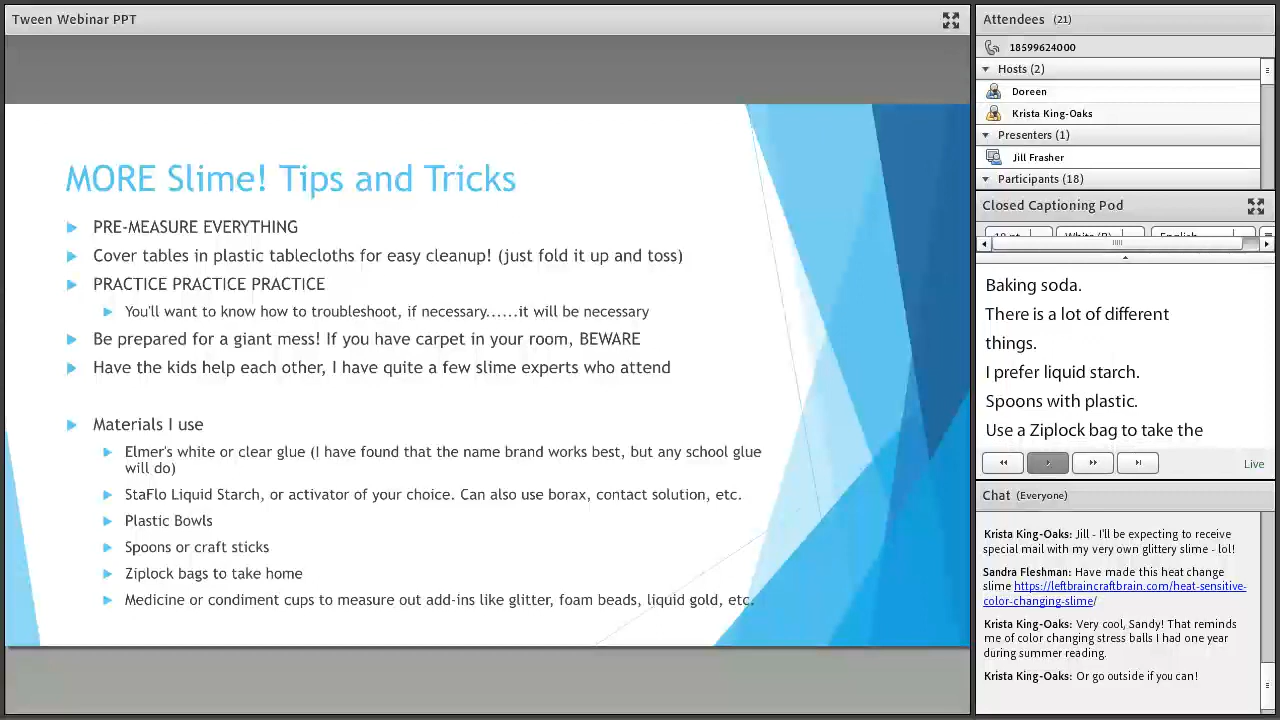 Tween Webinar PPT
MORE Slime! Tips and Tricks
PRE-MEASURE EVERYTHING
Cover tables in plastic tablecloths for easy cleanup! (just fold it up and toss)
PRACTICE PRACTICE PRACTICE
You'll want to know how to troubleshoot, if necessary......it will be necessary
Be prepared for a giant mess! If you have carpet in your room, BEWARE
Have the kids help each other, I have quite a few slime experts who attend
Materials I use
Elmer's white or clear glue (I have found that the name brand works best, but any school glue
will do)
StaFlo Liquid Starch, or activator of your choice. Can also use borax, contact solution, etc.
Plastic Bowls
Spoons or craft sticks
Ziplock bags to take home
Medicine or condiment cups to measure out add-ins like glitter, foam beads, liquid gold, etc.
Attendees (21)
18599624000
Hosts (2)
Doreen
Krista King-Oaks
Presenters (1)
Jill Frasher
Participants (18)
Closed Captioning Pod
English
Baking soda.
There is a lot of different
things.
I prefer liquid starch.
Spoons with plastic.
Use a Ziplock bag to take the
Live
Chat (Everyone)
Krista King-Oaks: Jill - I'll be expecting to receive
special mail with my very own glittery slime - lol!
Sandra Fleshman: Have made this heat change
slime https://leftbraincraftbrain.com/heat-sensitive-
color-changing-slime/
Krista King-Oaks: Very cool, Sandy! That reminds
me of color changing stress balls I had one year
during summer reading.
Krista King-Oaks: Or go outside if you can!